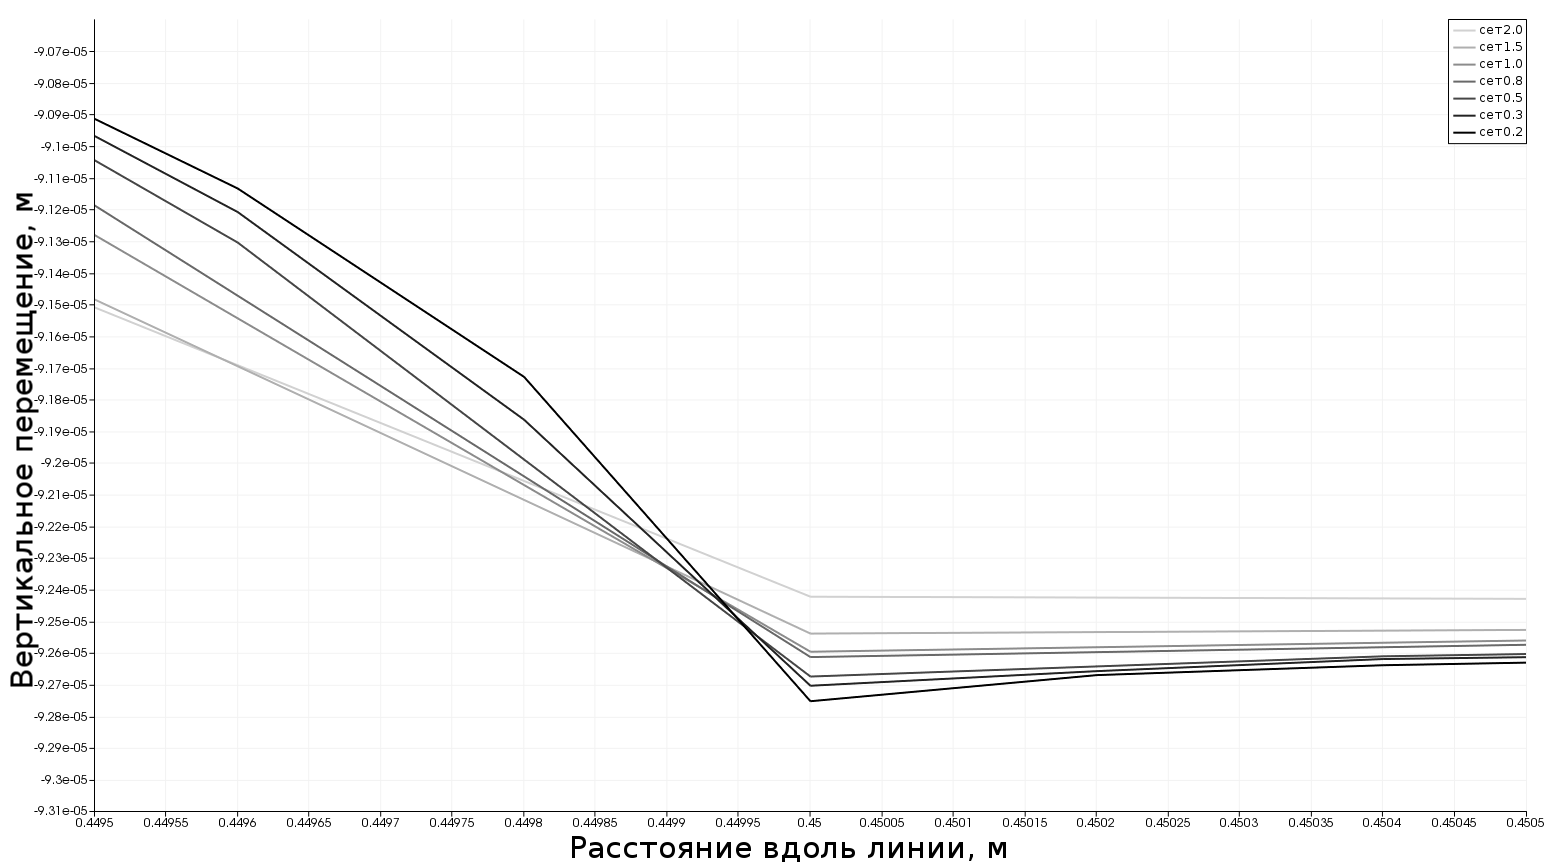 сет2.0
сет1.5
сет1.0
сет0.8
сет0.5
сет0.3
сет0.2
Вертикальное перемещение, м
-9.07e-05
-9.08e-05
-9.09e-05
-9.1e-05
-9.11e-05
-9.12e-05
-9.13e-05
-9.14e-05
-9.15e-05
-9.16e-05
-9.17e-05
-9.18e-05
-9.19e-05
-9.2e-05
-9.21e-05
-9.22e-05
-9.23e-05
-9.24e-05
-9.25e-05
-9.26e-05
-9.27e-05
-9.28e-05
-9.29e-05
-9.3e-05
-9.31e-05
0.4495 0.44955 0.4496 0.44965 0.4497 0.44975 0.4498 0.44985 0.4499 0.44995 0.45 0.45005 0.4501 0.45015 0.4502 0.45025 0.4503 0.45035 0.4504 0.45045 0.4505
Расстояние вдоль линии, м